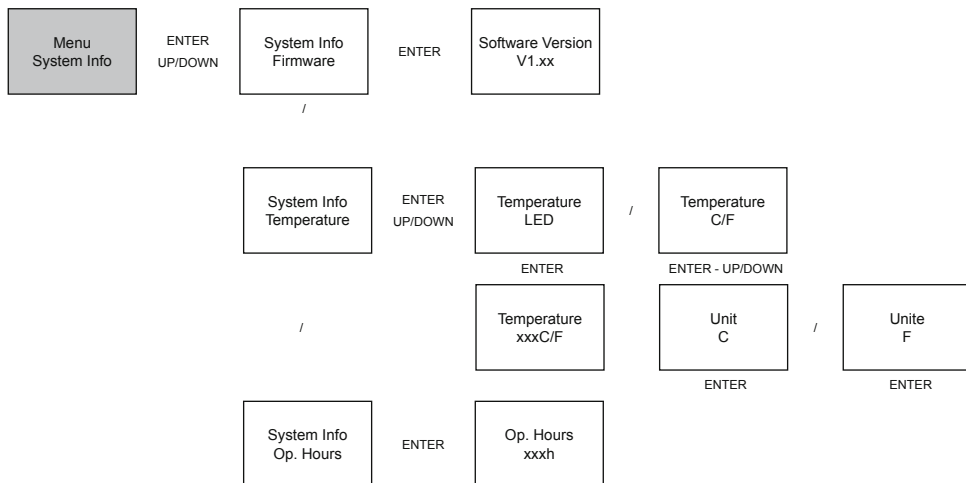 Menu
System Info
ENTER
UP/DOWN
System Info
Firmware
ENTER
Software Version
V1.xx
/
System Info
Temperature
ENTER
UP/DOWN
Temperature
LED
/
Temperature
C/F
ENTER
ENTER - UP/DOWN
/
Temperature
xxxC/F
Unit
C
/
Unite
F
ENTER
ENTER
System Info
Op. Hours
ENTER
Op. Hours
xxxh